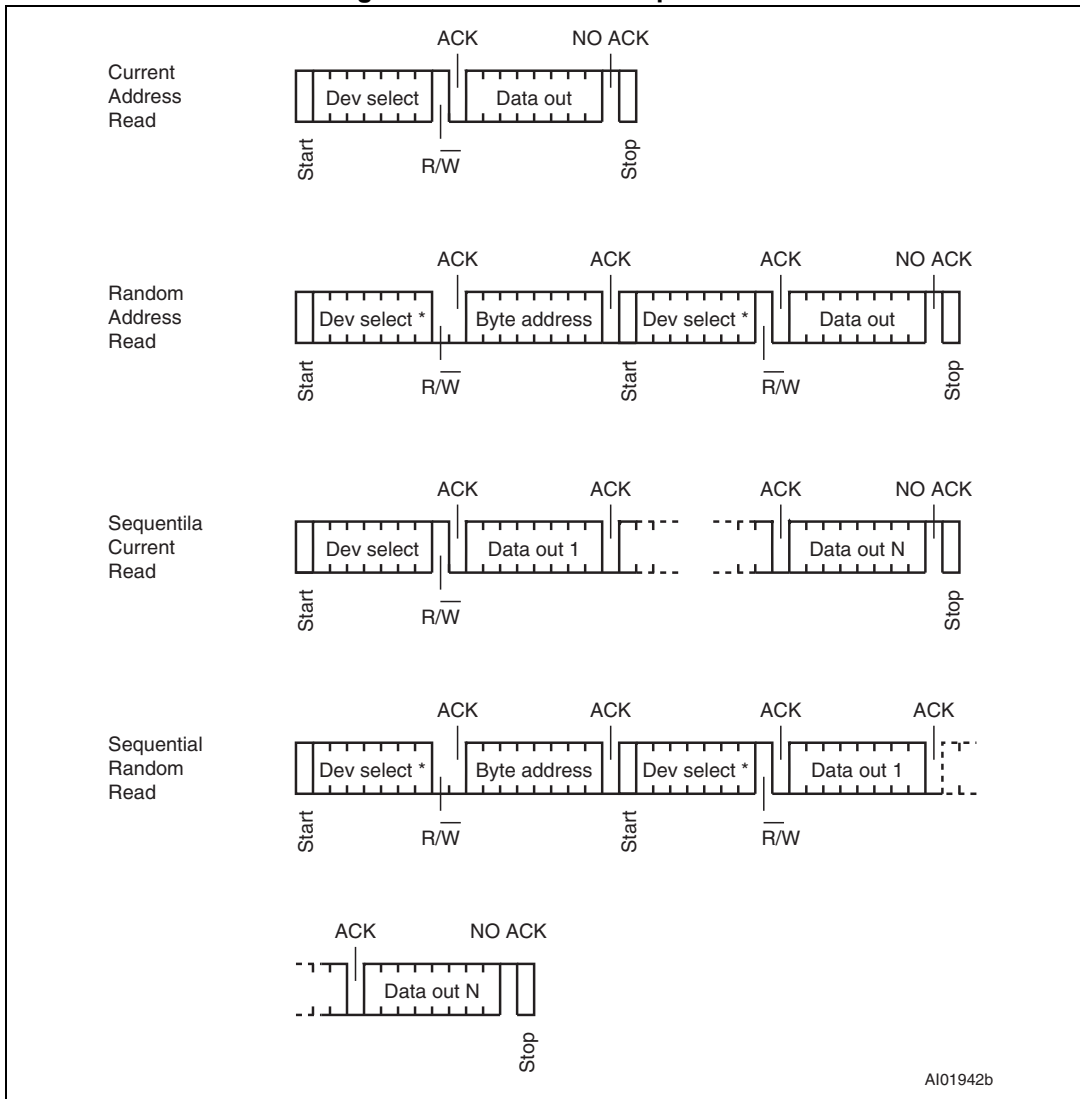 ACK NO ACK
Current
Address
Read
Dev select Data out
Start R/W Stop
ACK ACK ACK NO ACK
Random
Address
Read
Dev select * Byte address Dev select * Data out
Start R/W Start R/W Stop
ACK ACK ACK NO ACK
Sequentila
Current
Read
Dev select Data out 1 Data out N
Start R/W Stop
ACK ACK ACK ACK
Sequential
Random
Read
Dev select * Byte address Dev select * Data out 1
Start R/W Start R/W
ACK NO ACK
Data out N
Stop
AI01942b